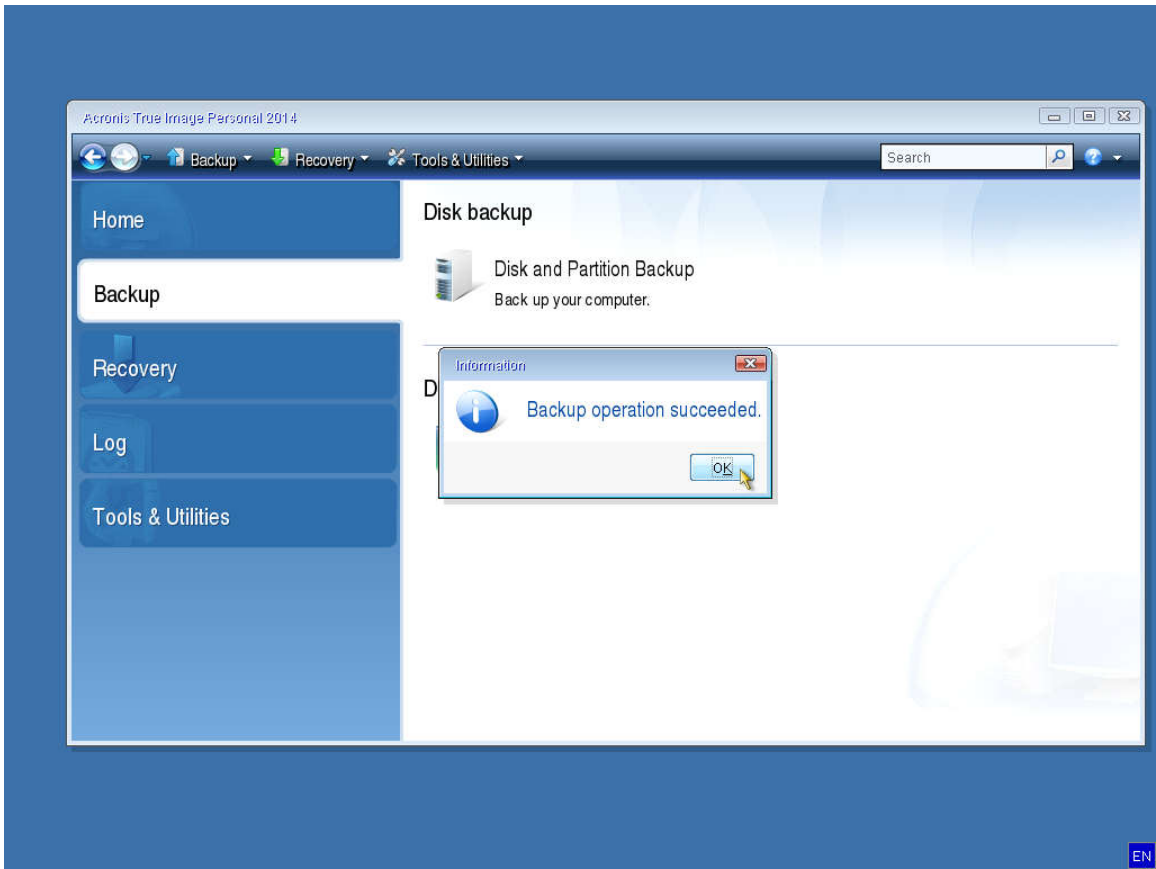 Acronis True Image Personal 2014
Backup Recovery Tools & Utilities Search
Home
Backup
Recovery
Log
Tools & Utilities
Disk backup
Disk and Partition Backup
Back up your computer.
D
Information
Backup operation succeeded.
OK
EN